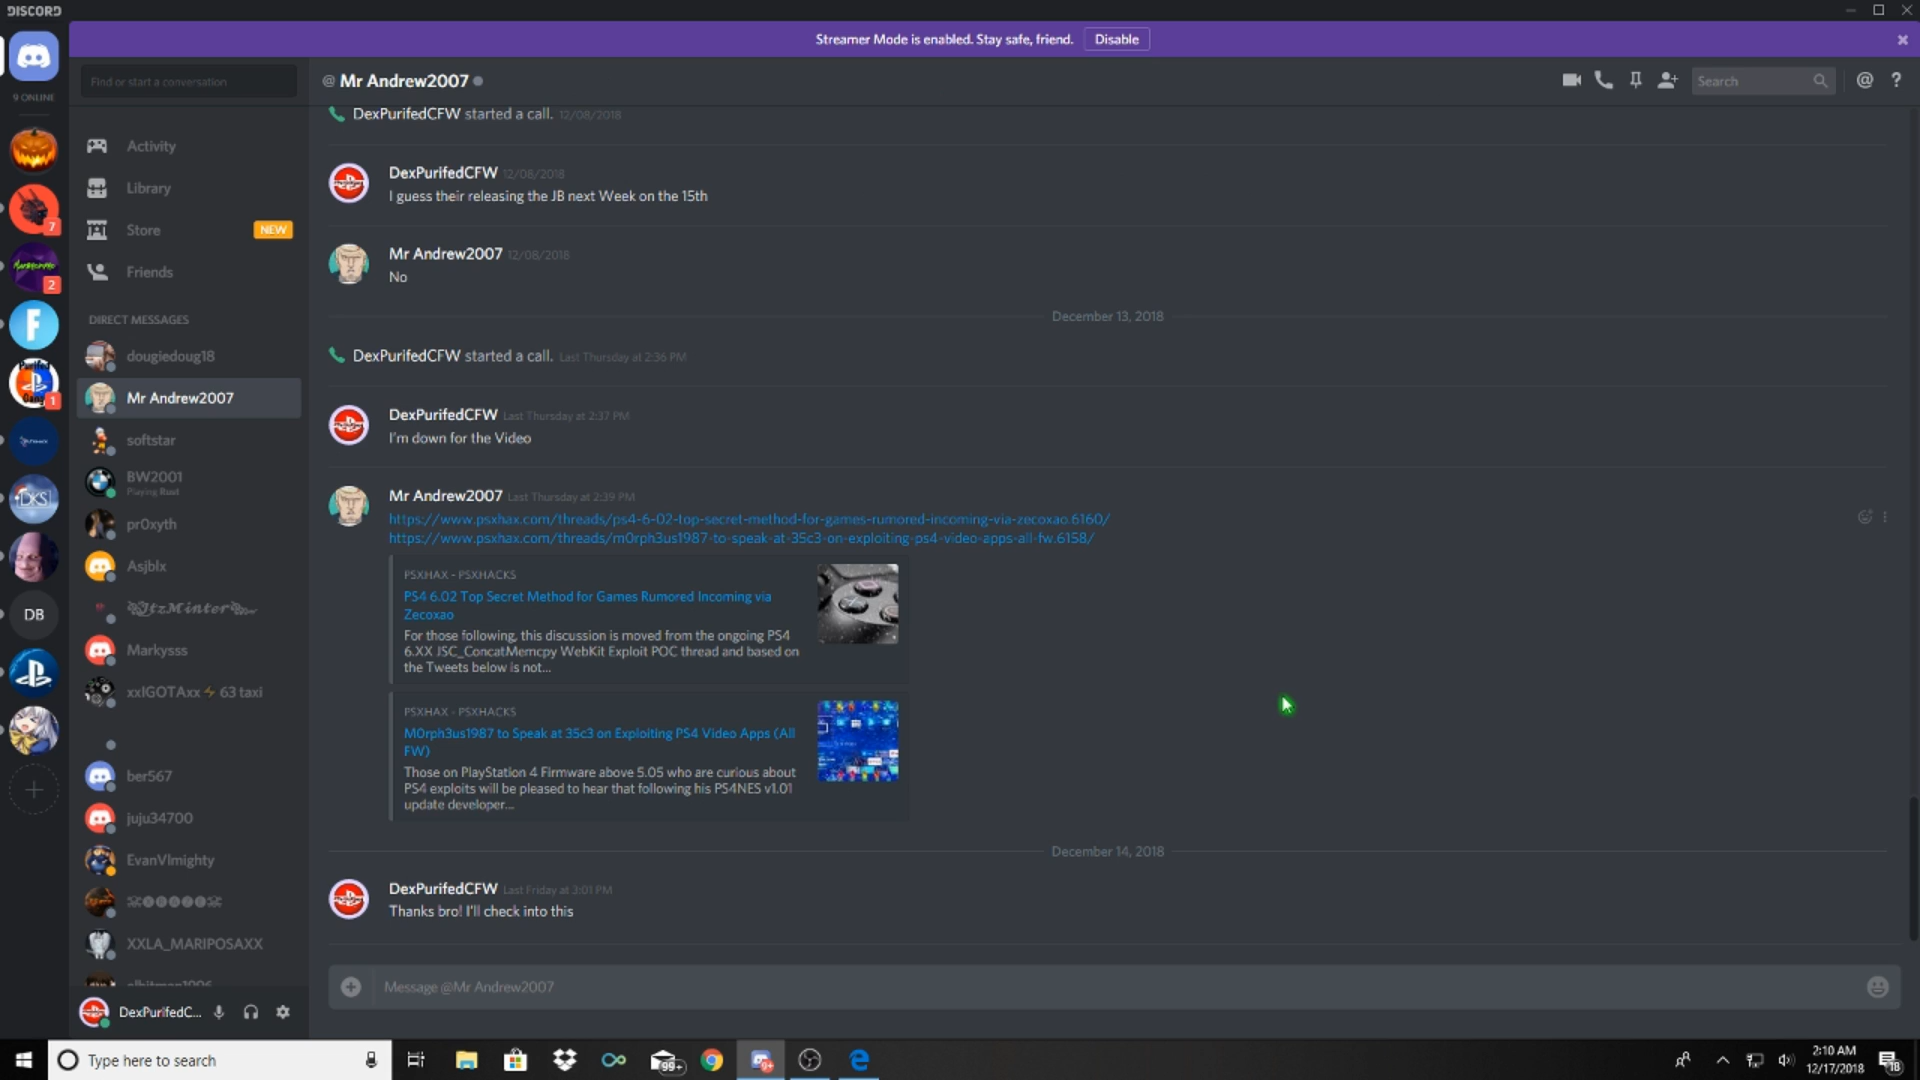 DISCORD
Streamer Mode is enabled. Stay safe, friend.
Disable
Find or start a conversation
@ Mr Andrew2007
Search
9 ONLINE
Activity
Library
Store
NEW
Friends
DIRECT MESSAGES
dougiedoug18
Mr Andrew2007
softstar
BW2001
Playing Rust
pr0xyth
Asjblx
ItzMinter
Markysss
xxIGOTAxx⚡63 taxi
ber567
juju34700
EvanVlmighty
XXLA_MARIPOSAXX
DexPurifedC...
7
2
F
Purifed
Gang
1
DKS
DB
DexPurifedCFW started a call. 12/08/2018
DexPurifedCFW 12/08/2018
I guess their releasing the JB next Week on the 15th
Mr Andrew2007 12/08/2018
No
December 13, 2018
DexPurifedCFW started a call. Last Thursday at 2:36 PM
DexPurifedCFW Last Thursday at 2:37 PM
I'm down for the Video
Mr Andrew2007 Last Thursday at 2:39 PM
https://www.psxhax.com/threads/ps4-6-02-top-secret-method-for-games-rumored-incoming-via-zecoxao.6160/
https://www.psxhax.com/threads/m0rph3us1987-to-speak-at-35c3-on-exploiting-ps4-video-apps-all-fw.6158/
PSXHAX - PSXHACKS
PS4 6.02 Top Secret Method for Games Rumored Incoming via
Zecoxao
For those following, this discussion is moved from the ongoing PS4
6.XX JSC_ConcatMemcpy WebKit Exploit POC thread and based on
the Tweets below is not...
PSXHAX - PSXHACKS
M0rph3us1987 to Speak at 35c3 on Exploiting PS4 Video Apps (All
FW)
Those on PlayStation 4 Firmware above 5.05 who are curious about
PS4 exploits will be pleased to hear that following his PS4NES v1.01
update developer...
December 14, 2018
DexPurifedCFW Last Friday at 3:01 PM
Thanks bro! I'll check into this
Message @Mr Andrew2007
Type here to search
99+
9+
2:10 AM
12/17/2018
18